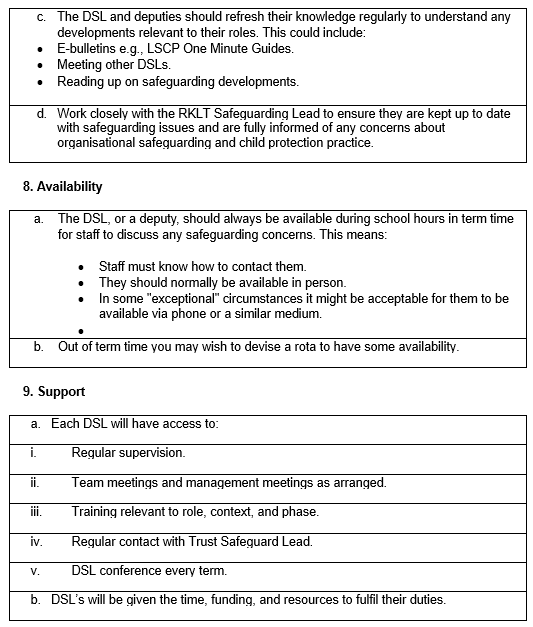 c. The DSL and deputies should refresh their knowledge regularly to understand any
developments relevant to their roles. This could include:
• E-bulletins e.g., LSCP One Minute Guides.
• Meeting other DSLs.
• Reading up on safeguarding developments.
d. Work closely with the RKLT Safeguarding Lead to ensure they are kept up to date
with safeguarding issues and are fully informed of any concerns about
organisational safeguarding and child protection practice.
8. Availability
a. The DSL, or a deputy, should always be available during school hours in term time
for staff to discuss any safeguarding concerns. This means:
• Staff must know how to contact them.
• They should normally be available in person.
• In some "exceptional" circumstances it might be acceptable for them to be
available via phone or a similar medium.
•
b. Out of term time you may wish to devise a rota to have some availability.
9. Support
a. Each DSL will have access to:
i. Regular supervision.
ii. Team meetings and management meetings as arranged.
iii. Training relevant to role, context, and phase.
iv. Regular contact with Trust Safeguard Lead.
v. DSL conference every term.
b. DSL's will be given the time, funding, and resources to fulfil their duties.